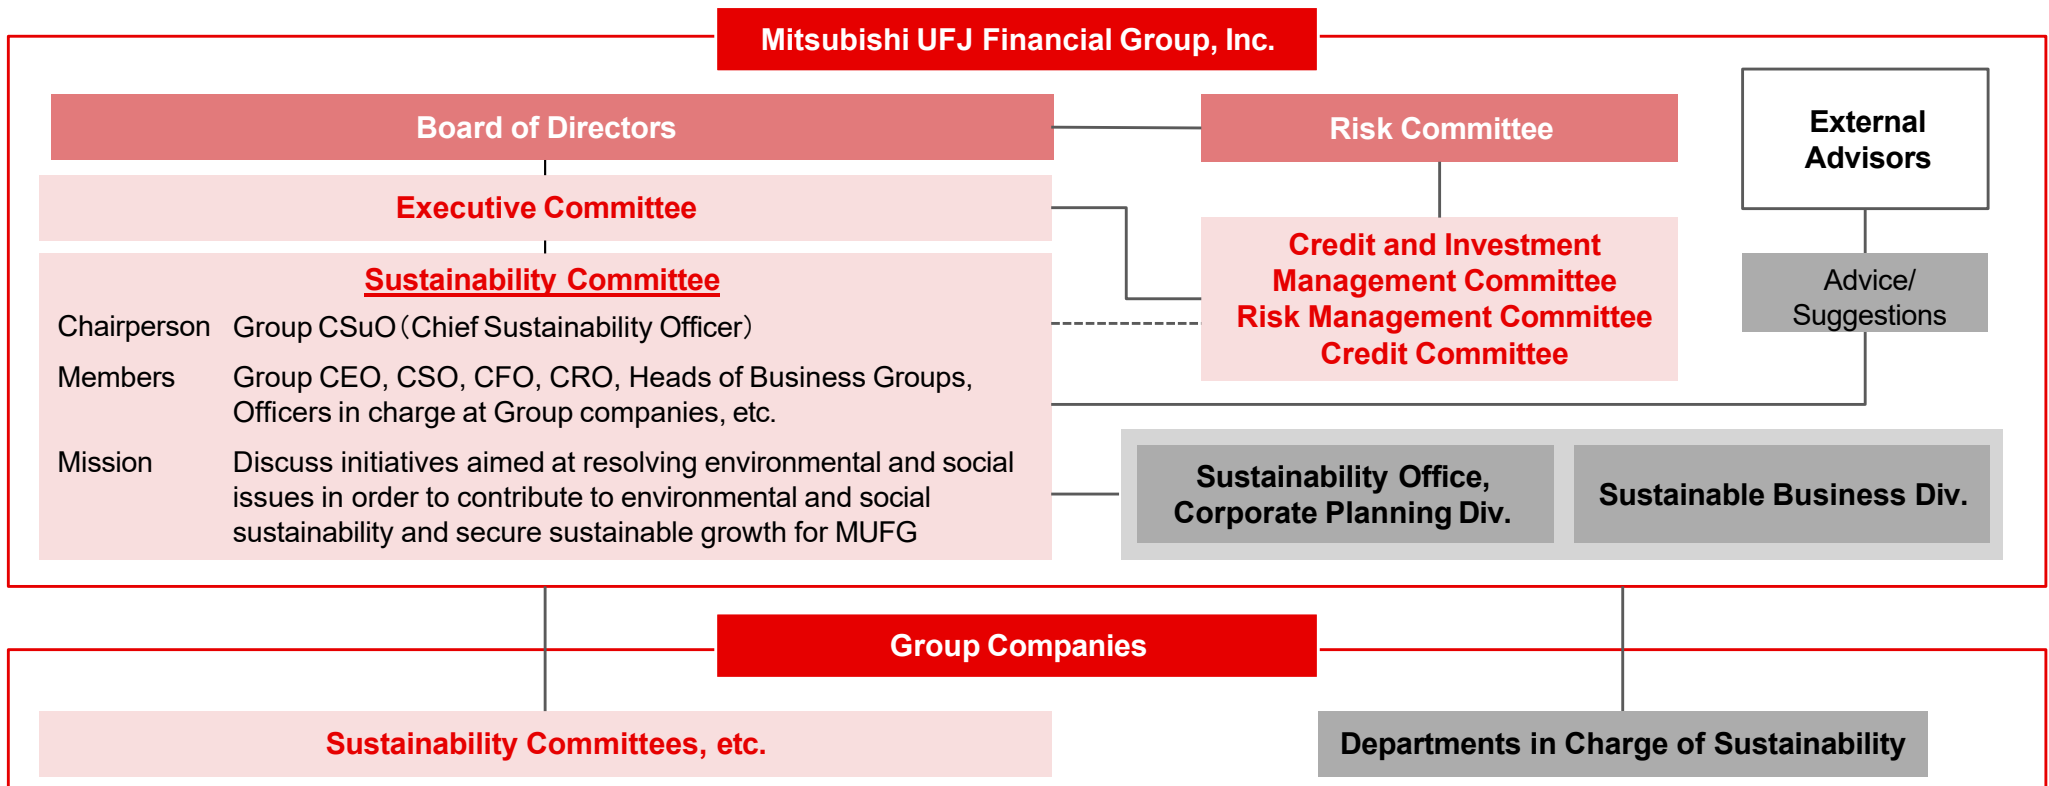 Mitsubishi UFJ Financial Group, Inc.
Board of Directors
Risk Committee
External
Advisors
Executive Committee
Credit and Investment
Management Committee
Risk Management Committee
Credit Committee
Advice/
Suggestions
Sustainability Committee
Chairperson Group CSuO（Chief Sustainability Officer）
Members Group CEO, CSO, CFO, CRO, Heads of Business Groups,
Officers in charge at Group companies, etc.
Mission Discuss initiatives aimed at resolving environmental and social
issues in order to contribute to environmental and social
sustainability and secure sustainable growth for MUFG
Sustainability Office,
Corporate Planning Div.
Sustainable Business Div.
Group Companies
Sustainability Committees, etc.
Departments in Charge of Sustainability